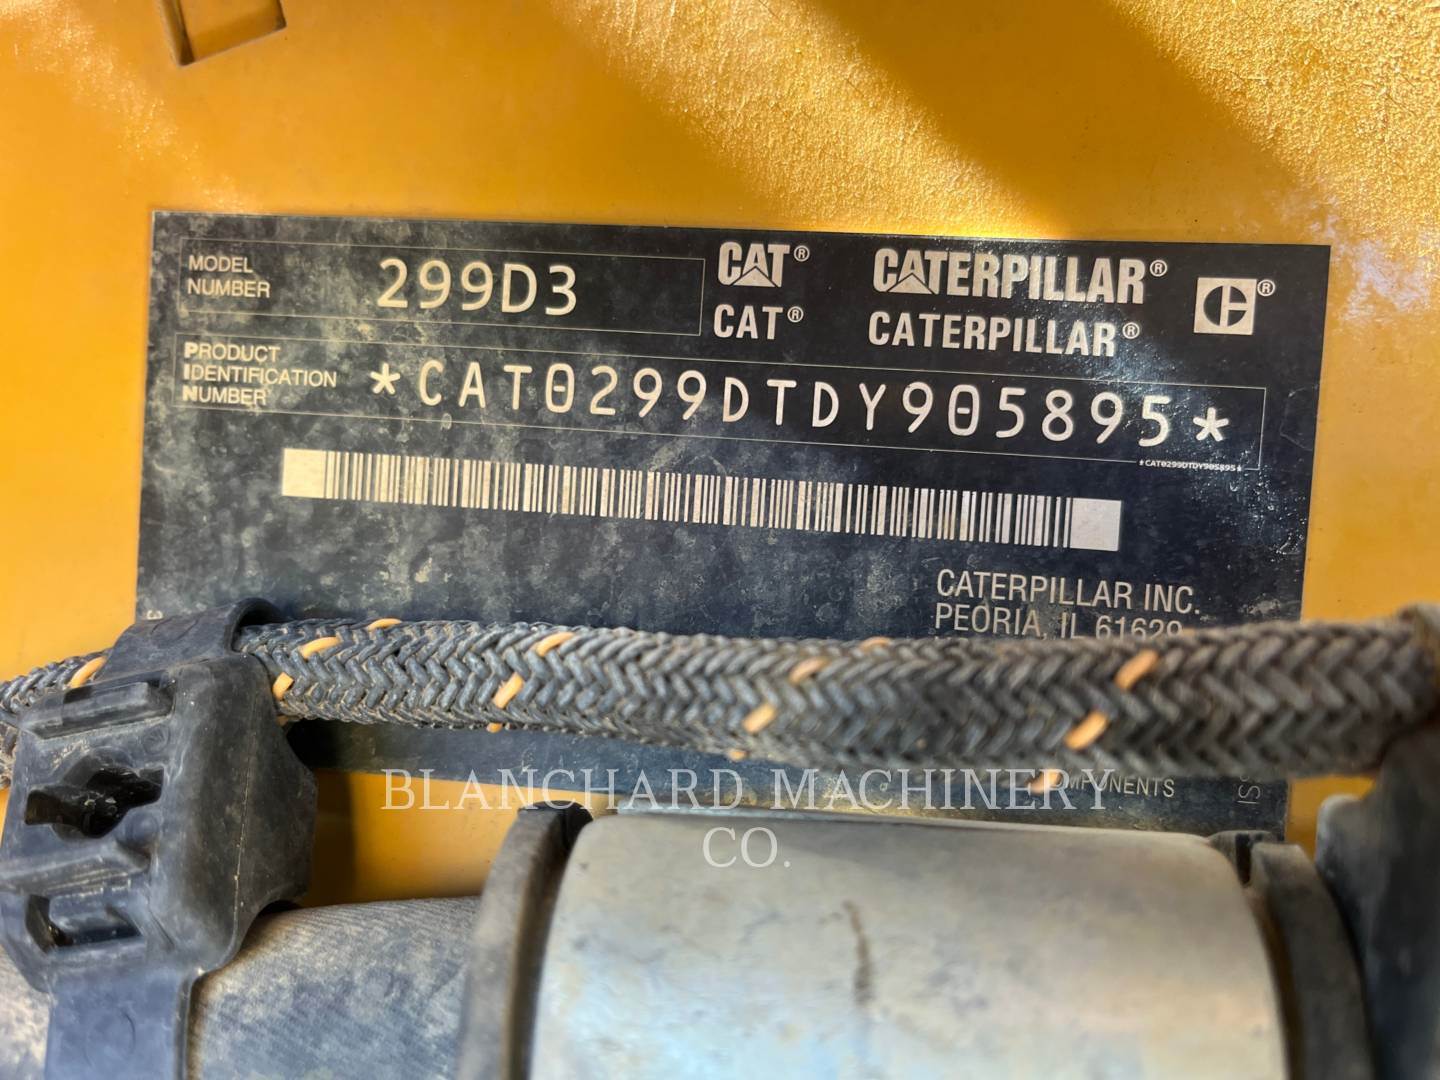 MODEL NUMBER 299D3
CAT® CATERPILLAR®
CAT® CATERPILLAR®
PRODUCT IDENTIFICATION NUMBER *CAT0299DTDY905895*
*CAT0299DTDY905895*
CATERPILLAR INC.
PEORIA, IL 61629
BLANCHARD MACHINERY
CO.